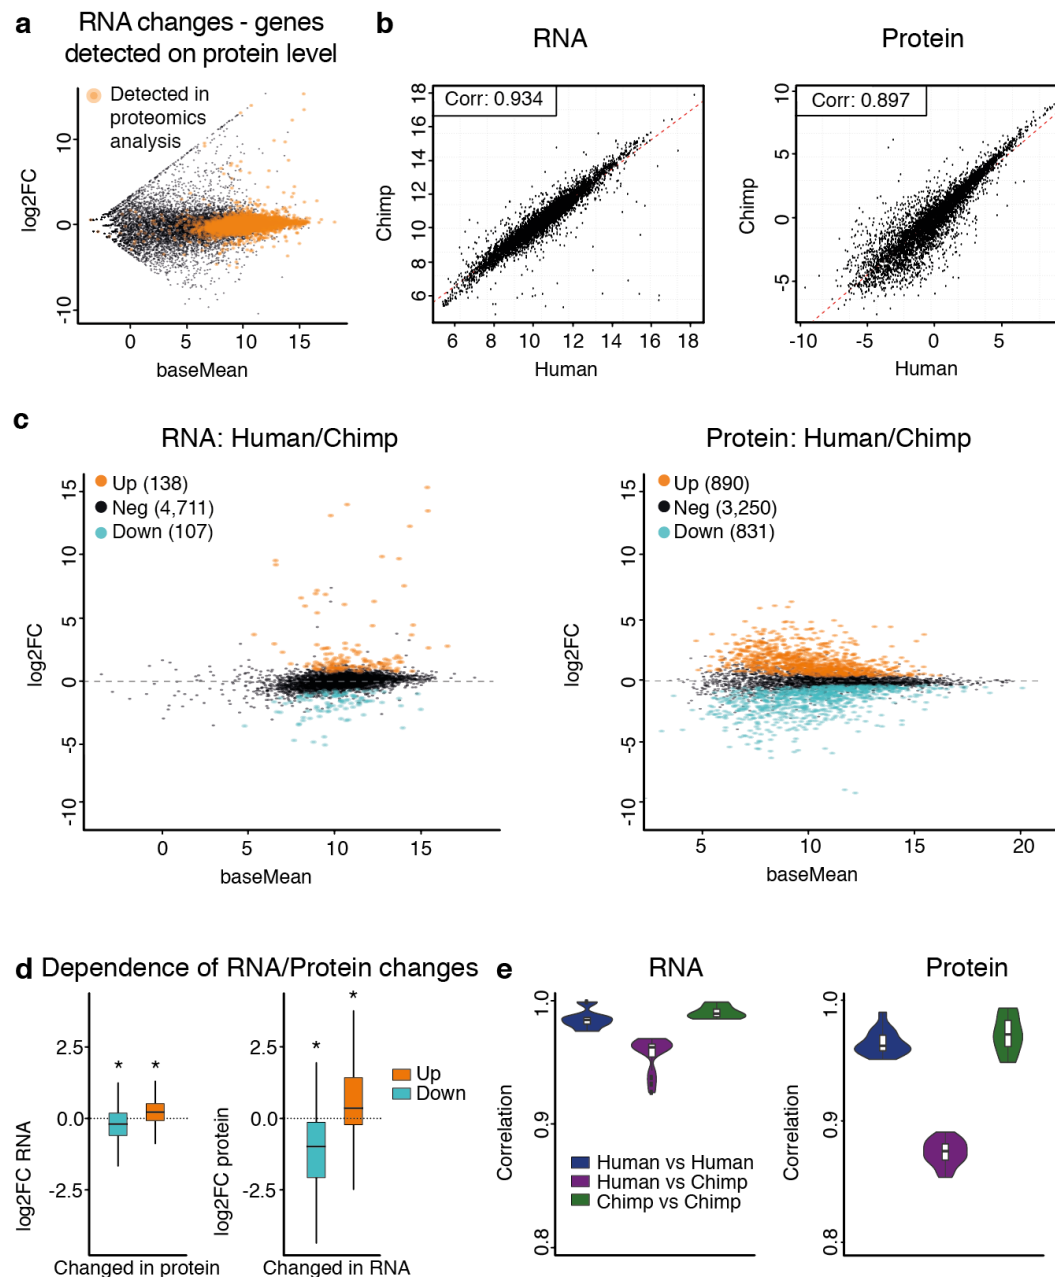 a
RNA changes - genes
detected on protein level
Detected in
proteomics
analysis
log2FC
10
0
-10
0 5 10 15
baseMean
b
RNA
Corr: 0.934
Chimp
18
16
14
12
10
8
6
6 8 10 12 14 16 18
Human
Protein
Corr: 0.897
Chimp
10
5
0
-5
-10 -5 0 5
Human
c
RNA: Human/Chimp
Up (138)
Neg (4,711)
Down (107)
log2FC
15
10
5
0
-5
-10
0 5 10 15
baseMean
Protein: Human/Chimp
Up (890)
Neg (3,250)
Down (831)
log2FC
15
10
5
0
-5
-10
5 10 15 20
baseMean
d Dependence of RNA/Protein changes
log2FC RNA
2.5
0.0
-2.5
* *
Changed in protein
log2FC protein
2.5
0.0
-2.5
* *
Changed in RNA
Up
Down
e
RNA
Correlation
1.0
0.9
0.8
Human vs Human
Human vs Chimp
Chimp vs Chimp
Protein
Correlation
1.0
0.9
0.8